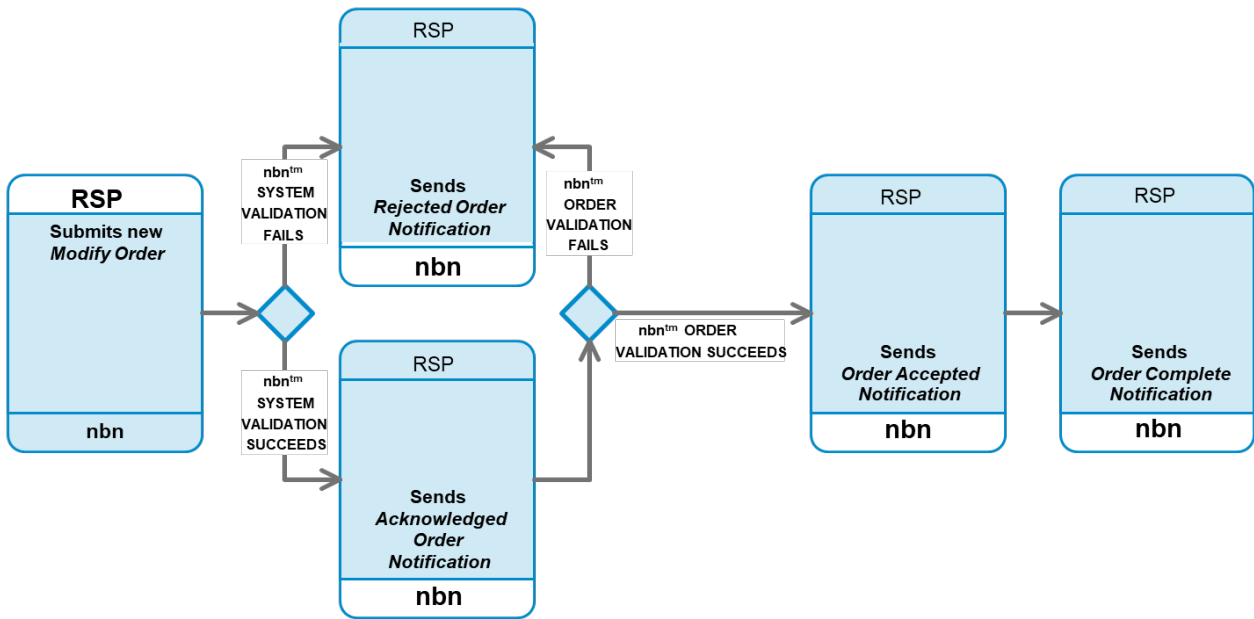 RSP
Submits new
Modify Order
nbn
nbn™
SYSTEM
VALIDATION
FAILS
RSP
Sends
Rejected Order
Notification
nbn
nbn™
SYSTEM
VALIDATION
SUCCEEDS
RSP
Sends
Acknowledged
Order
Notification
nbn
nbn™
ORDER
VALIDATION
FAILS
nbn™ ORDER
VALIDATION SUCCEEDS
RSP
Sends
Order Accepted
Notification
nbn
RSP
Sends
Order Complete
Notification
nbn